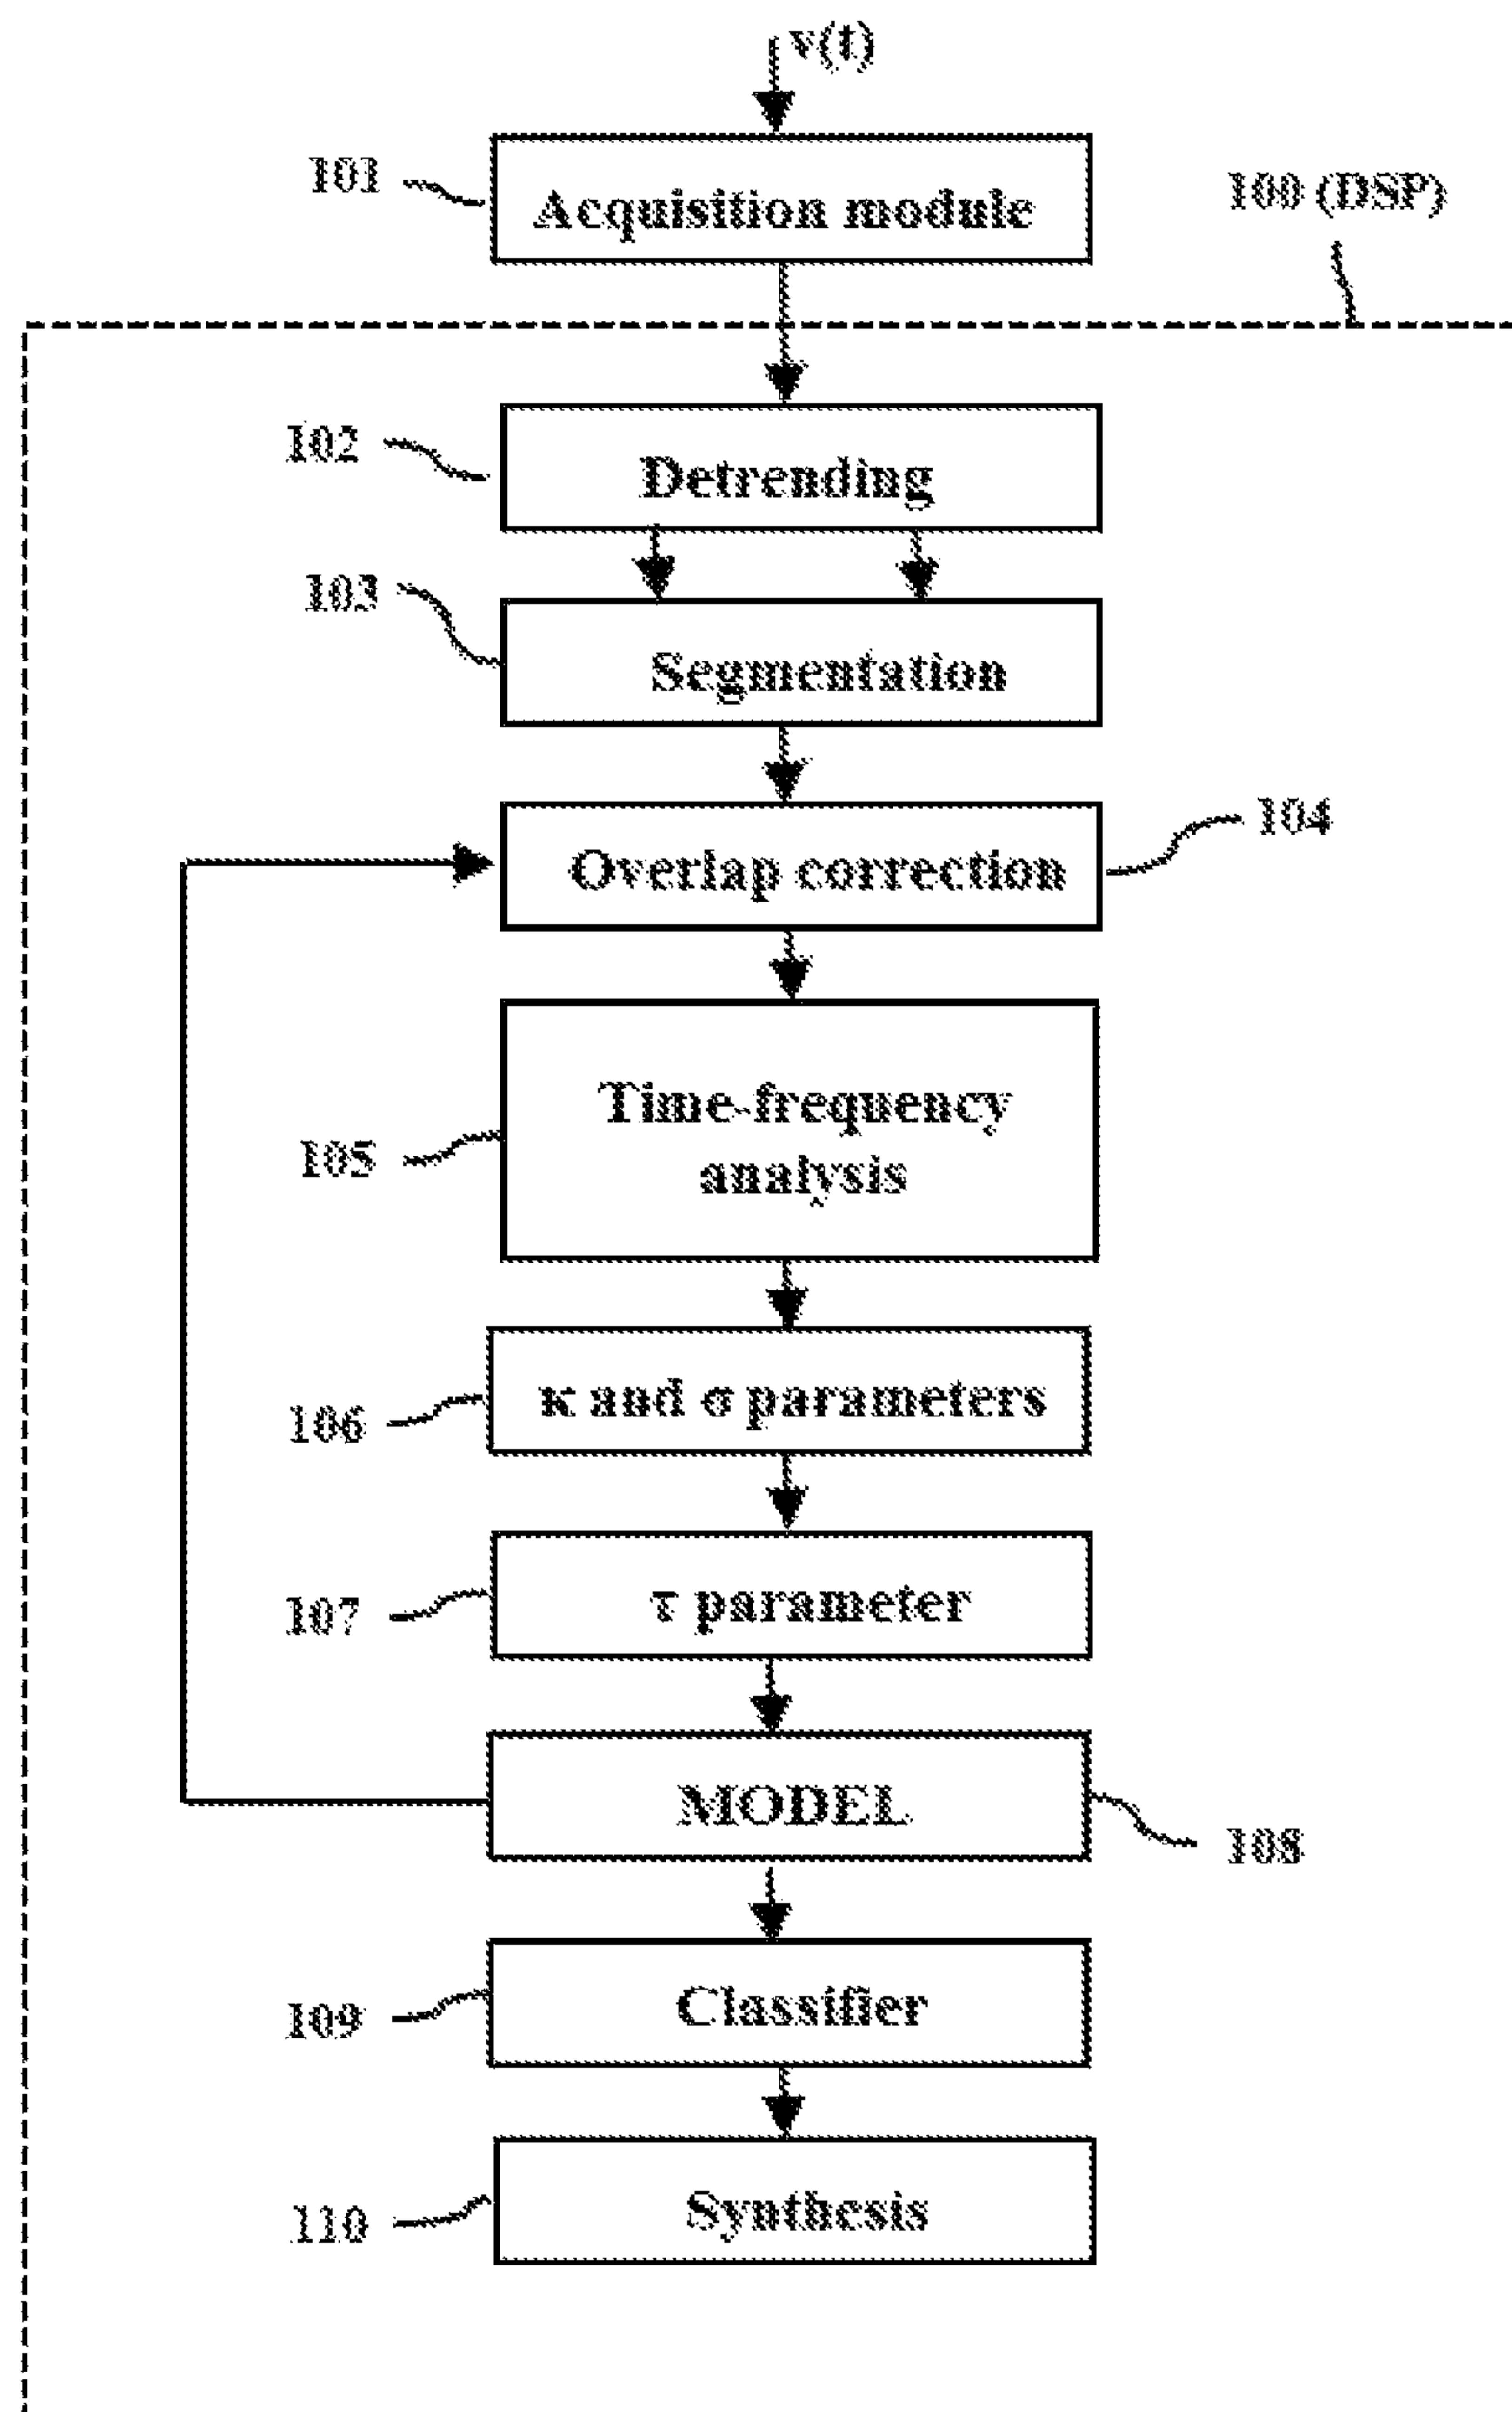 v(t)
101
Acquisition module
100 (DSP)
102
Detrending
103
Segmentation
104
Overlap correction
Time-frequency
analysis
105
κ and σ parameters
106
τ parameter
107
MODEL
108
Classifier
109
Synthesis
110